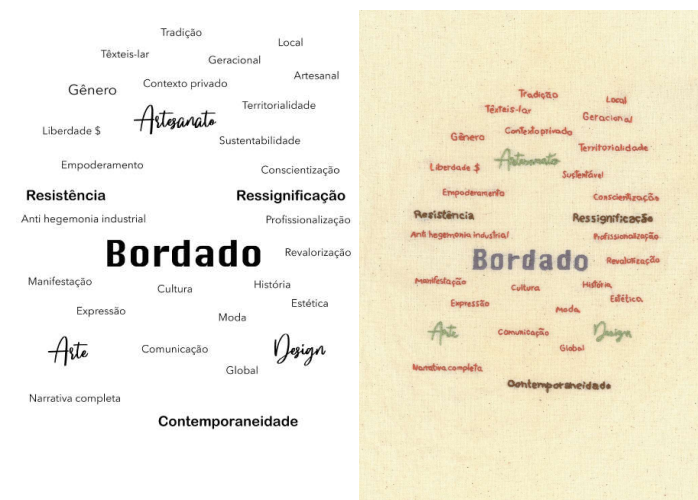 Tradição
Local
Têxteis-lar
Geracional
Artesanal
Gênero
Contexto privado
Territorialidade
Artesanato
Liberdade $
Sustentabilidade
Empoderamento
Conscientização
Resistência
Ressignificação
Anti hegemonia industrial
Profissionalização
Bordado
Revalorização
Manifestação
Cultura
História
Estética
Expressão
Moda
Arte
Comunicação
Design
Global
Narrativa completa
Contemporaneidade
Tradição
Local
Têxteis-lar
Geracional
Gênero
Contexto privado
Territorialidade
Artesanato
Liberdade $
Sustentável
Empoderamento
Conscientização
Resistência
Ressignificação
Anti hegemonia industrial
Profissionalização
Bordado
Revalorização
Manifestação
Cultura
História
Estética
Expressão
Moda
Arte
Comunicação
Design
Global
Narrativa completa
Contemporaneidade